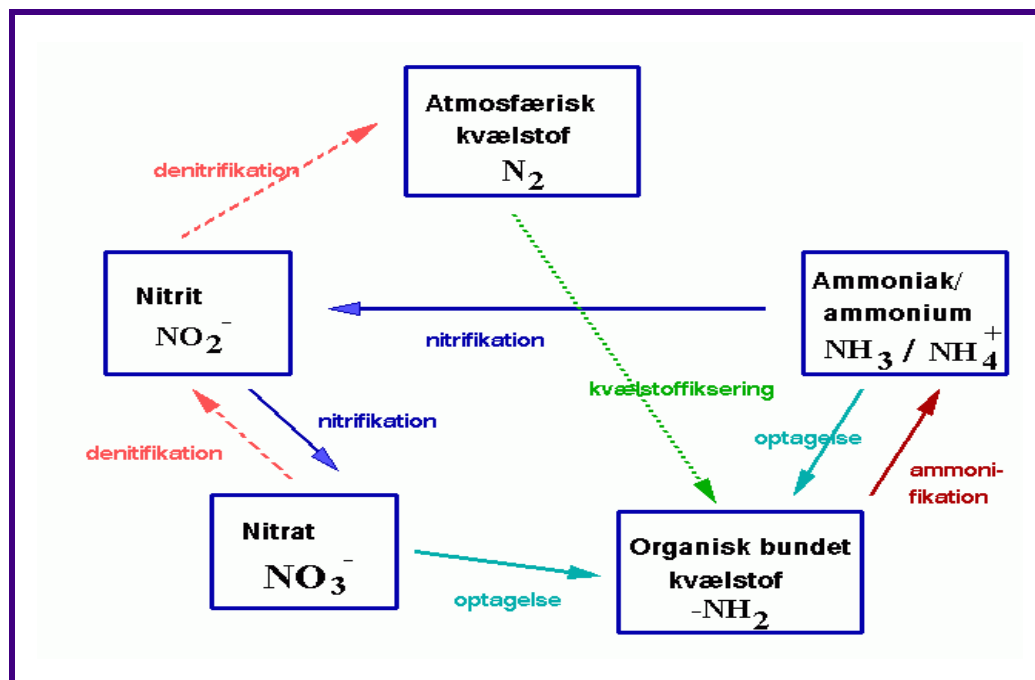 Atmosfærisk
kvælstof
N₂
denitrifikation
Nitrit
NO₂⁻
Ammoniak/
ammonium
NH₃ / NH₄⁺
nitrifikation
kvælstoffiksering
nitrifikation
denitifikation
optagelse
ammoni-
fikation
Nitrat
NO₃⁻
optagelse
Organisk bundet
kvælstof
-NH₂